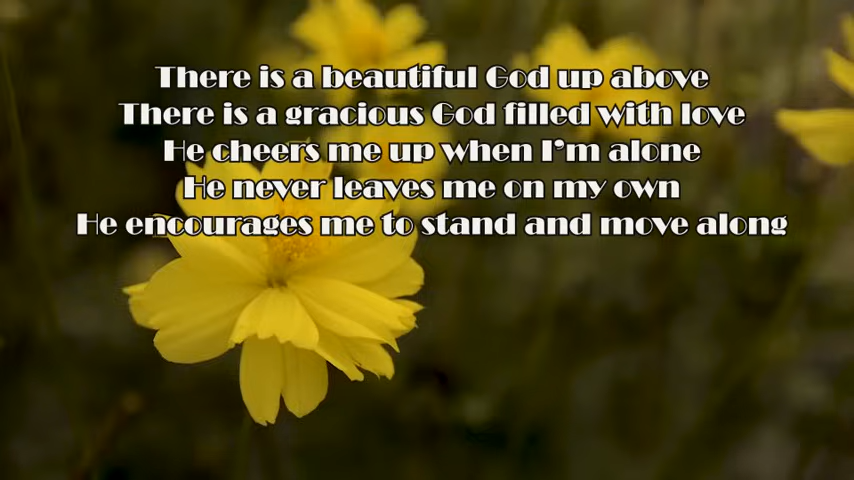 There is a beautiful God up above
There is a gracious God filled with love
He cheers me up when I'm alone
He never leaves me on my own
He encourages me to stand and move along